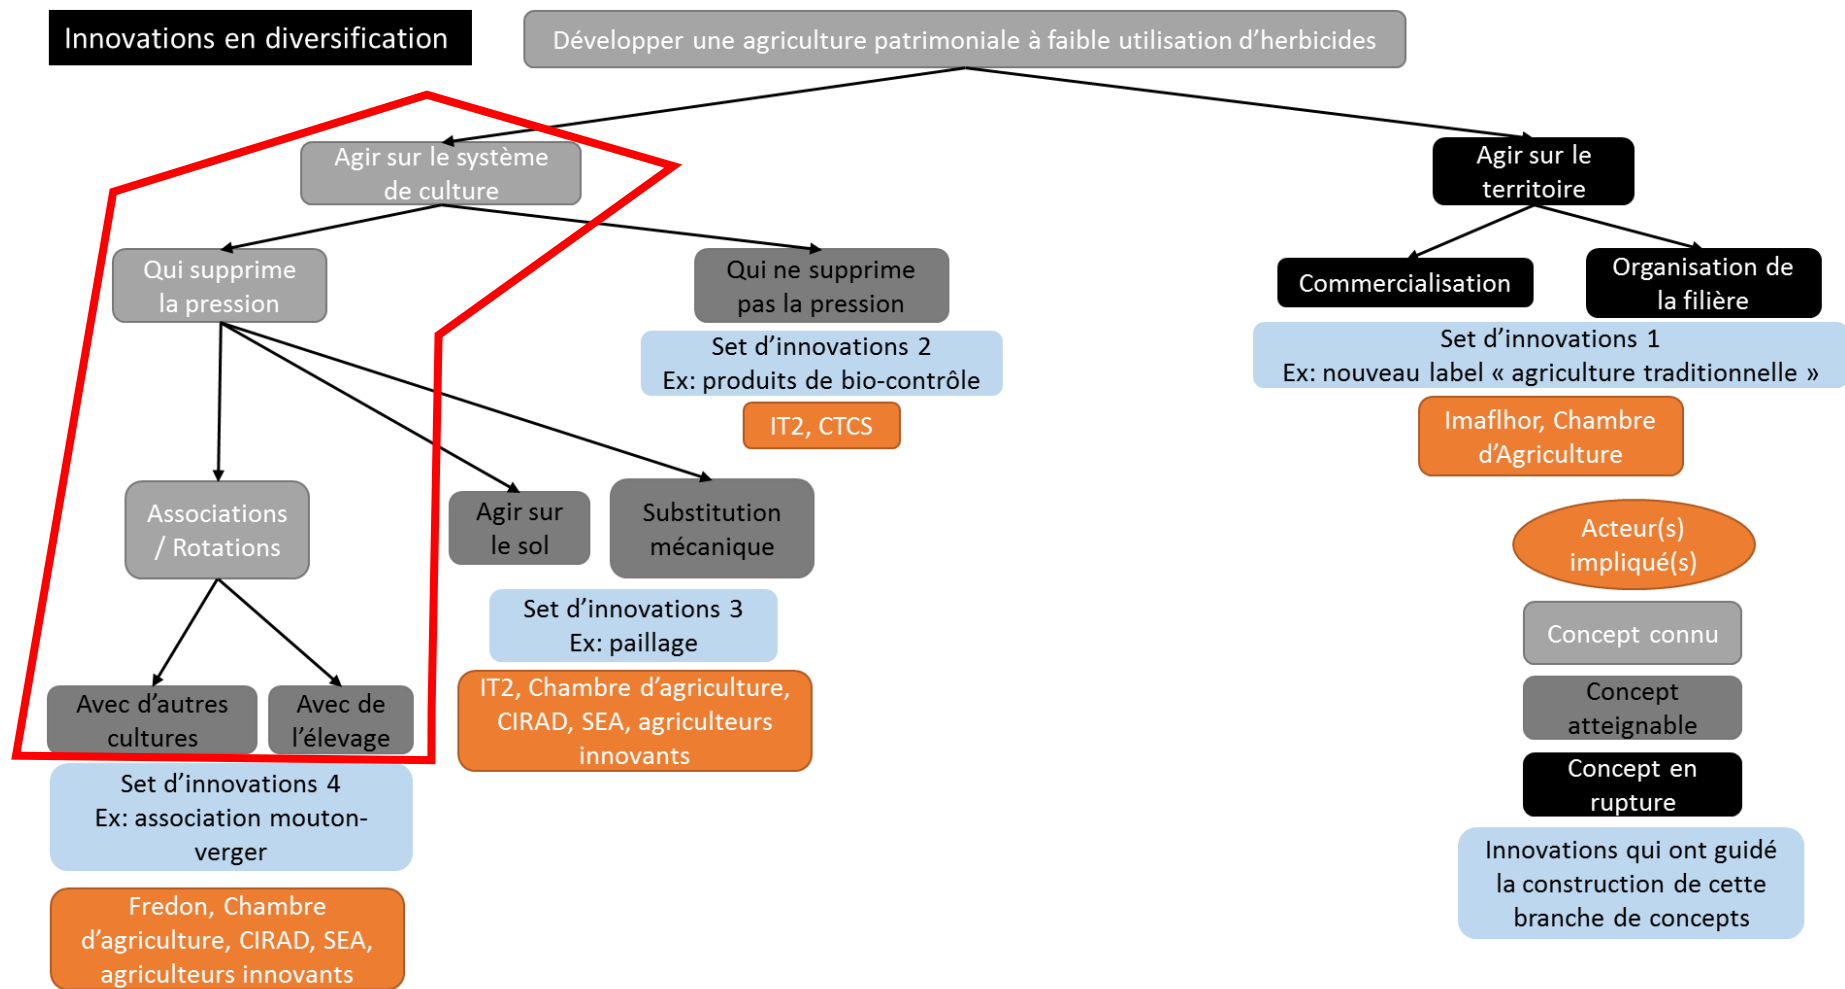 Innovations en diversification
Développer une agriculture patrimoniale à faible utilisation d’herbicides
Agir sur le système
de culture
Agir sur le
territoire
Qui supprime
la pression
Qui ne supprime
pas la pression
Commercialisation
Organisation de
la filière
Set d’innovations 2
Ex: produits de bio-contrôle
IT2, CTCS
Set d’innovations 1
Ex: nouveau label « agriculture traditionnelle »
Imaflhor, Chambre
d’Agriculture
Associations
/ Rotations
Agir sur
le sol
Substitution
mécanique
Set d’innovations 3
Ex: paillage
IT2, Chambre d’agriculture,
CIRAD, SEA, agriculteurs
innovants
Avec d’autres
cultures
Avec de
l’élevage
Set d’innovations 4
Ex: association mouton-
verger
Fredon, Chambre
d’agriculture, CIRAD, SEA,
agriculteurs innovants
Acteur(s)
impliqué(s)
Concept connu
Concept
atteignable
Concept en
rupture
Innovations qui ont guidé
la construction de cette
branche de concepts